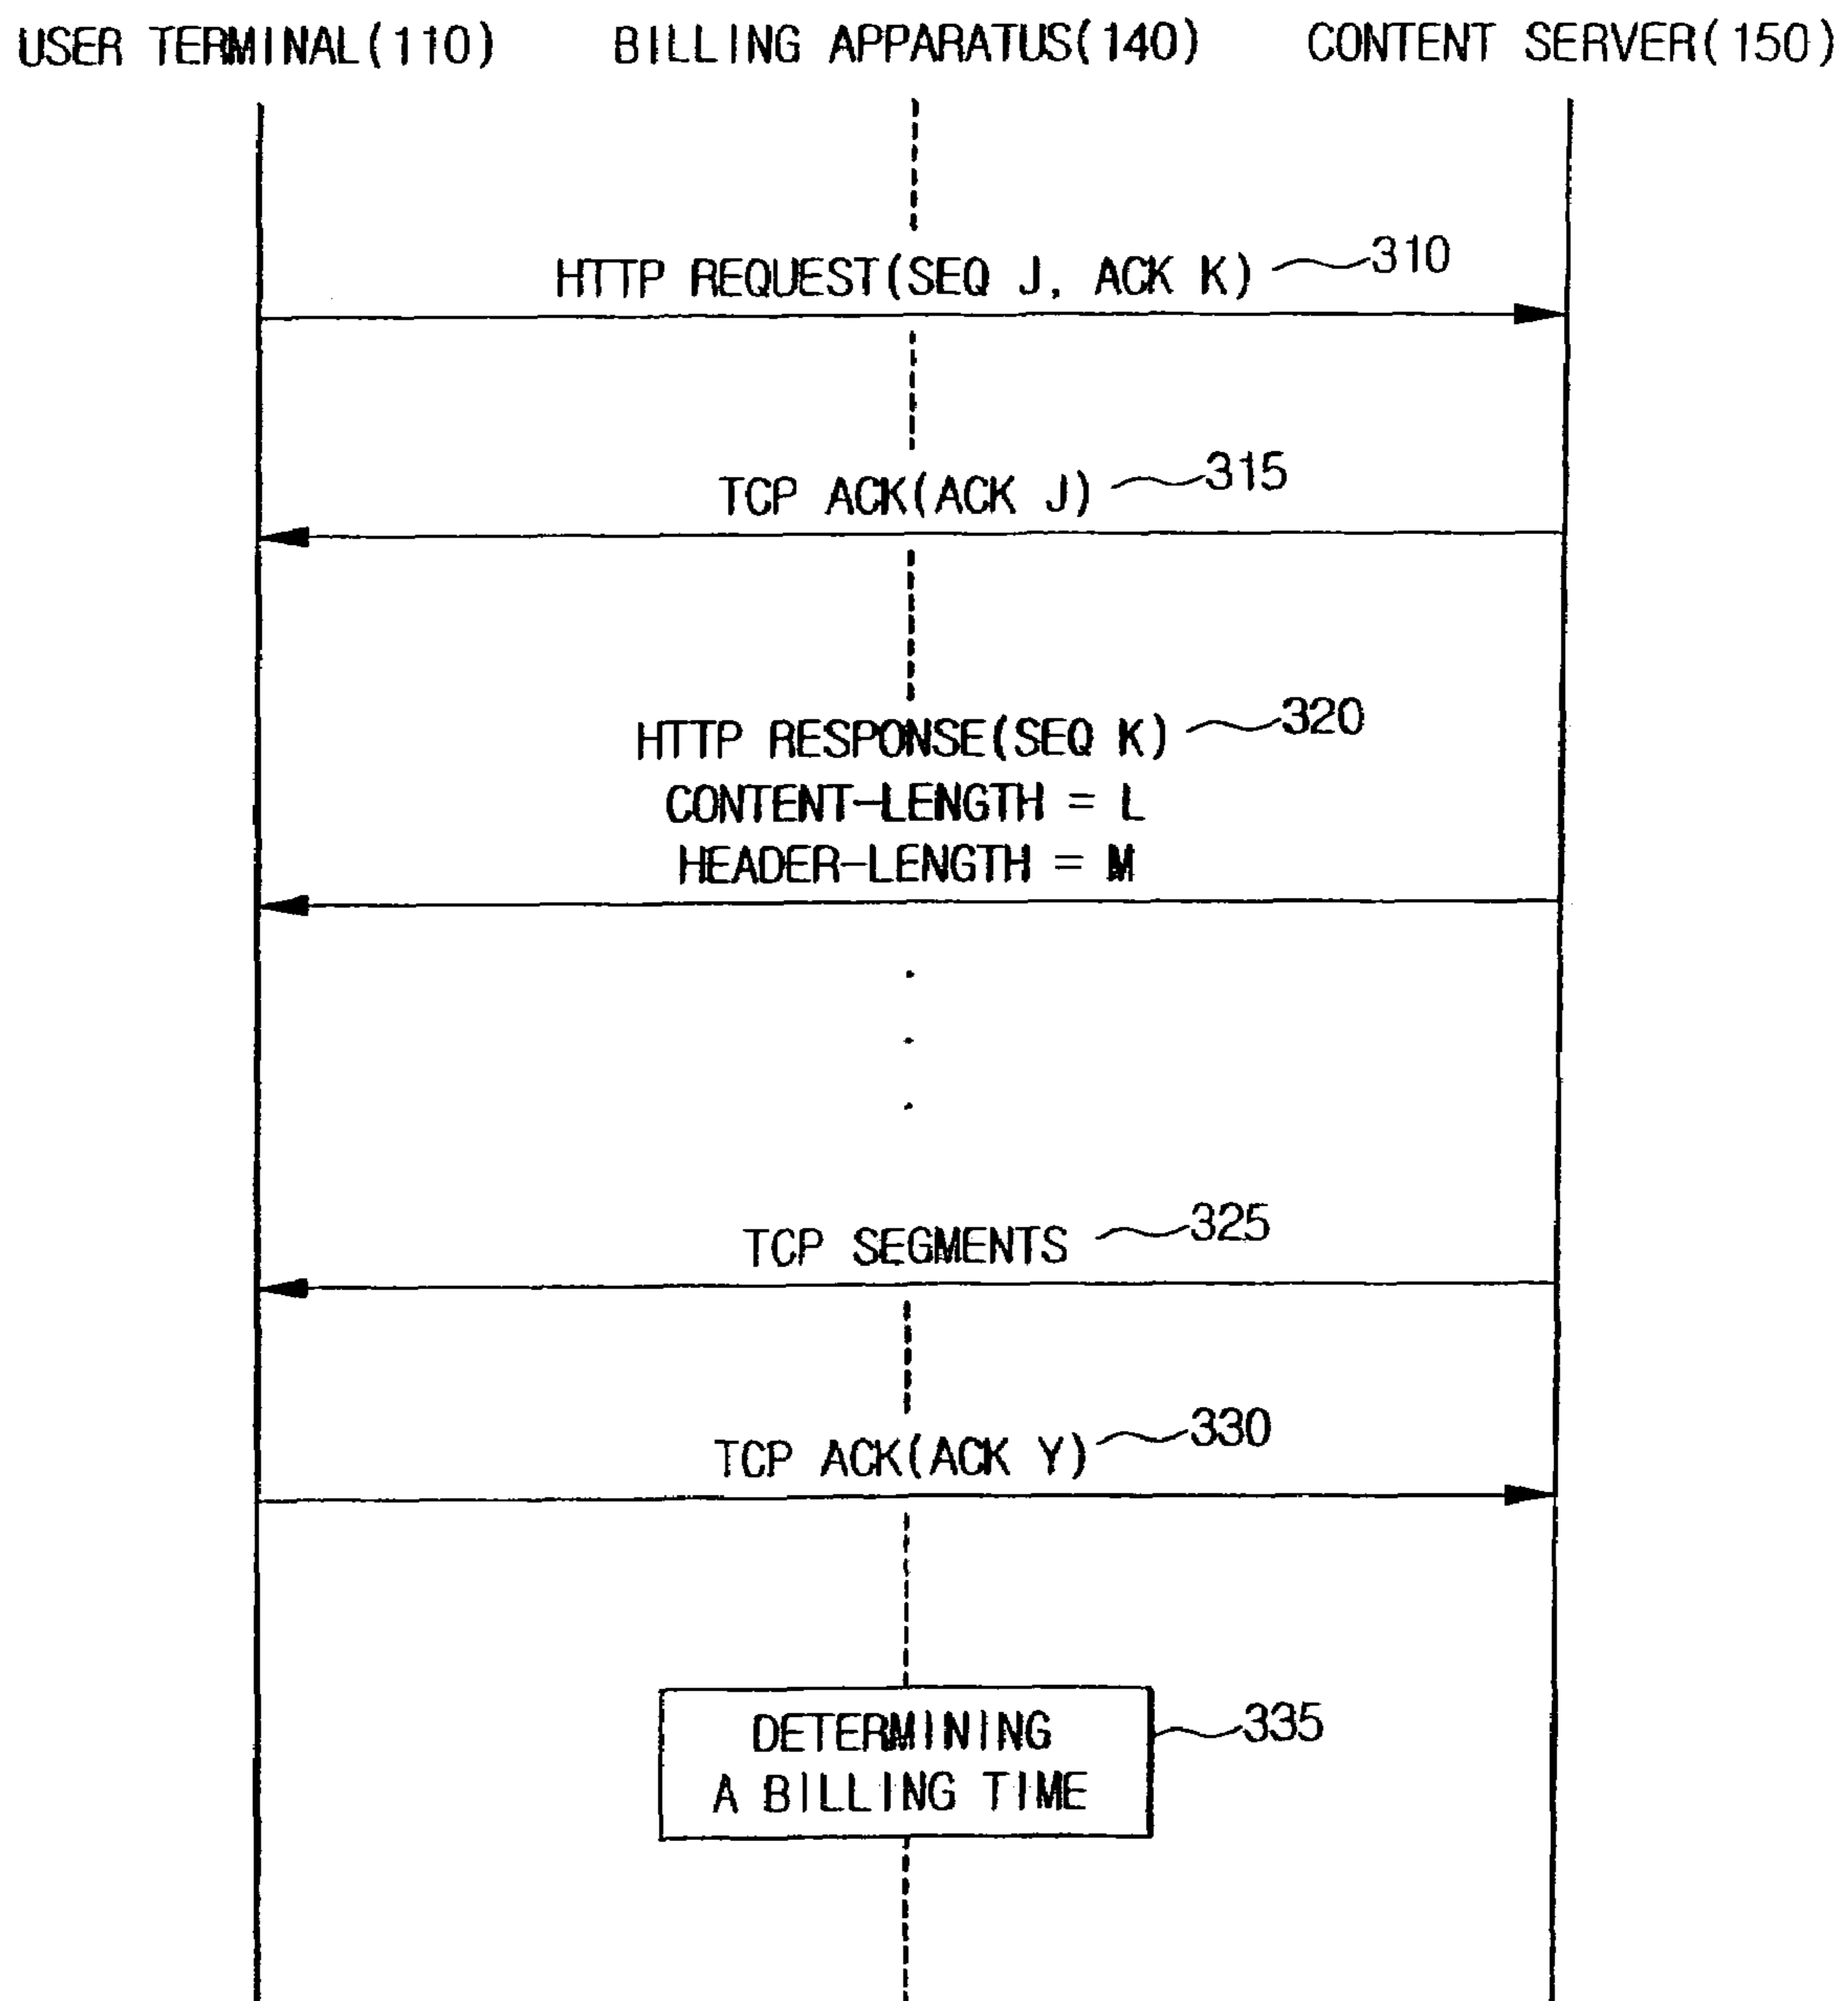 USER TERMINAL(110) BILLING APPARATUS(140) CONTENT SERVER(150)
HTTP REQUEST(SEQ J, ACK K) 310
TCP ACK(ACK J) 315
HTTP RESPONSE(SEQ K) 320
CONTENT-LENGTH = L
HEADER-LENGTH = M
TCP SEGMENTS 325
TCP ACK(ACK Y) 330
DETERMINING 335
A BILLING TIME